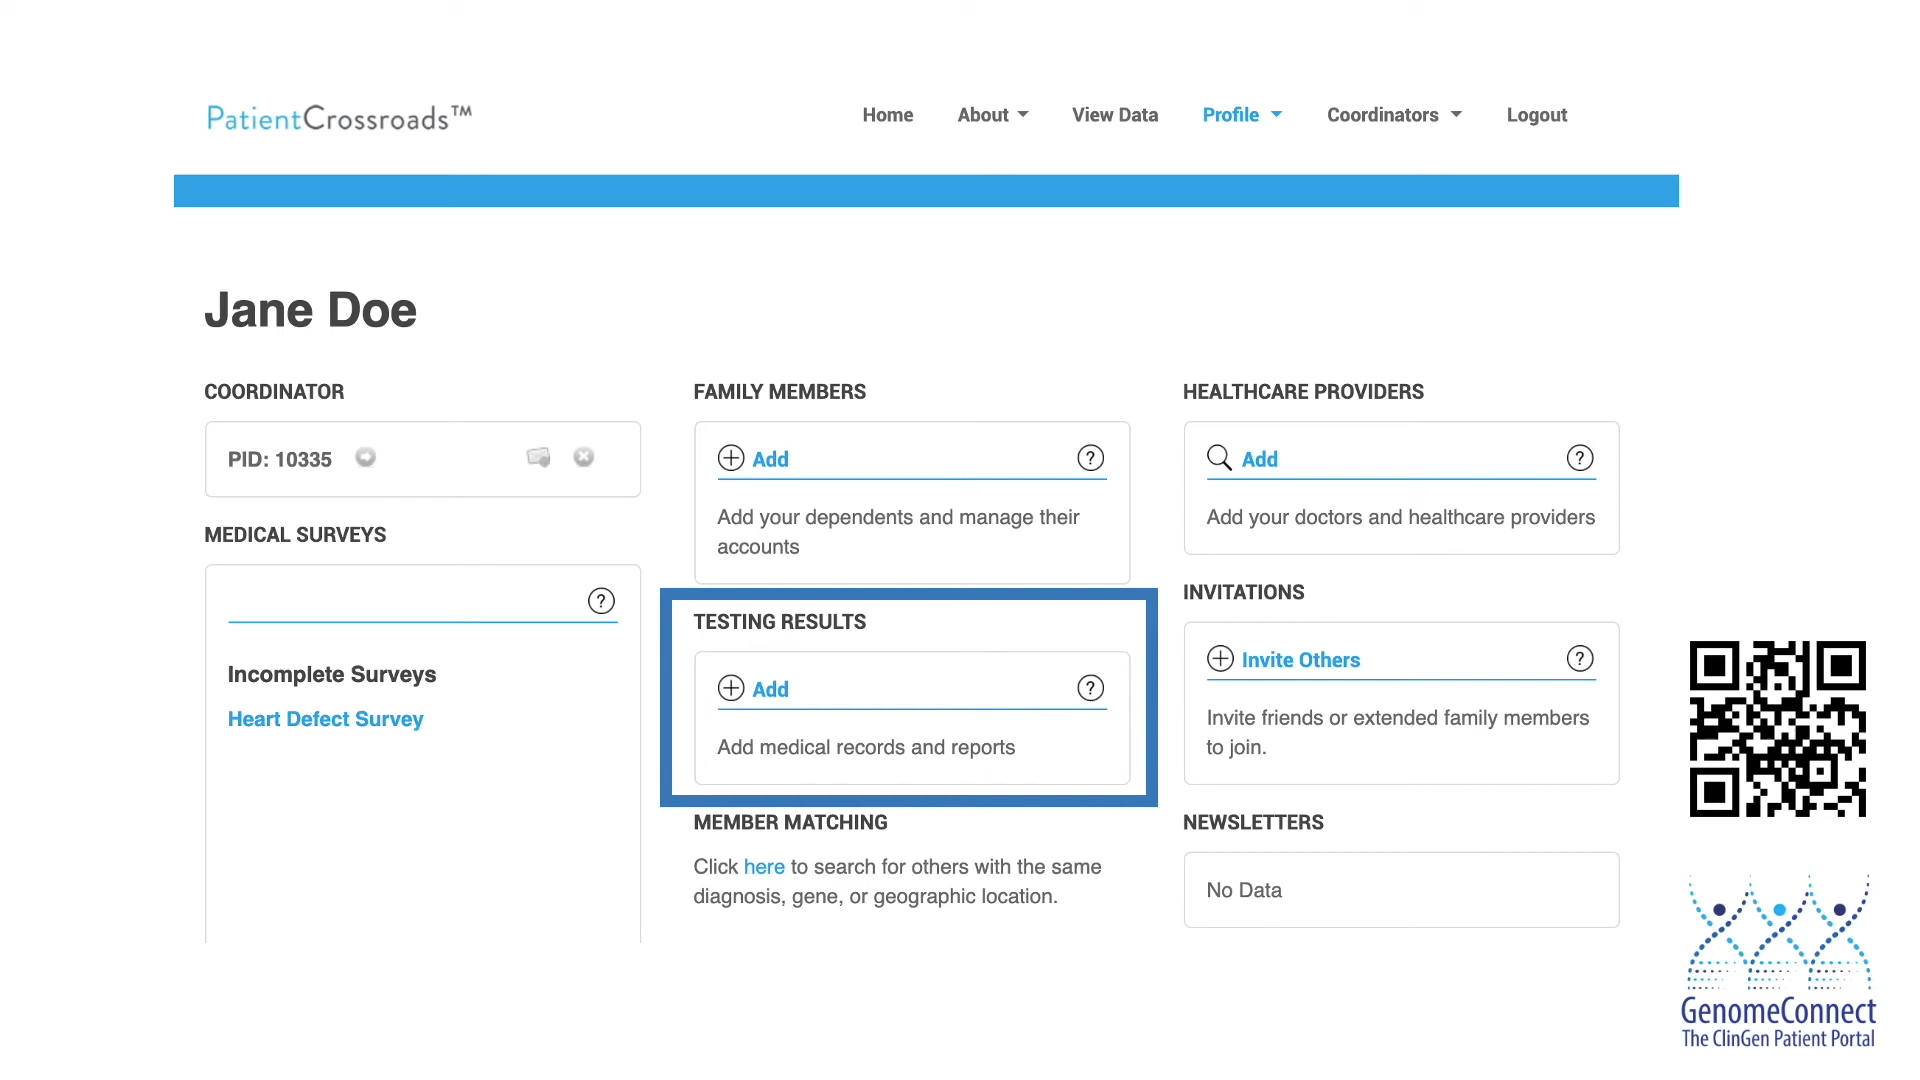 PatientCrossroads™
Home About View Data Profile Coordinators Logout
Jane Doe
COORDINATOR
PID: 10335
MEDICAL SURVEYS
?
Incomplete Surveys
Heart Defect Survey
FAMILY MEMBERS
Add ?
Add your dependents and manage their
accounts
TESTING RESULTS
Add ?
Add medical records and reports
MEMBER MATCHING
Click here to search for others with the same
diagnosis, gene, or geographic location.
HEALTHCARE PROVIDERS
Add ?
Add your doctors and healthcare providers
INVITATIONS
Invite Others ?
Invite friends or extended family members
to join.
NEWSLETTERS
No Data
GenomeConnect
The ClinGen Patient Portal